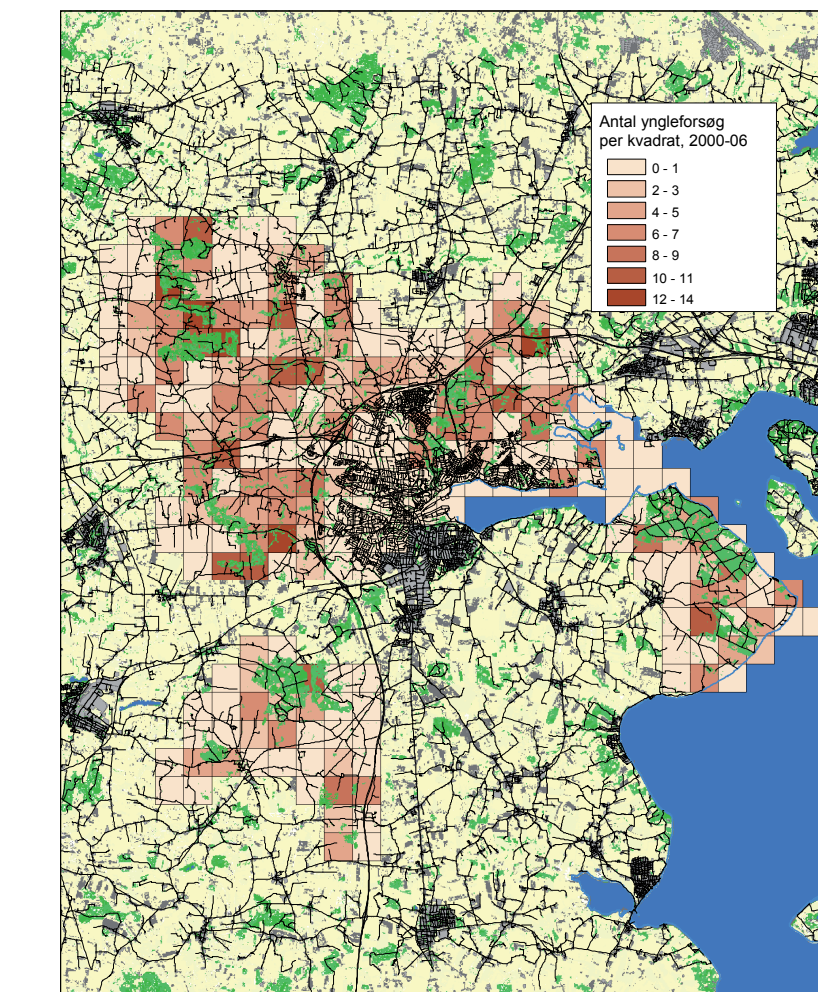 Antal yngleforsøg
per kvadrat, 2000-06
0 - 1
2 - 3
4 - 5
6 - 7
8 - 9
10 - 11
12 - 14